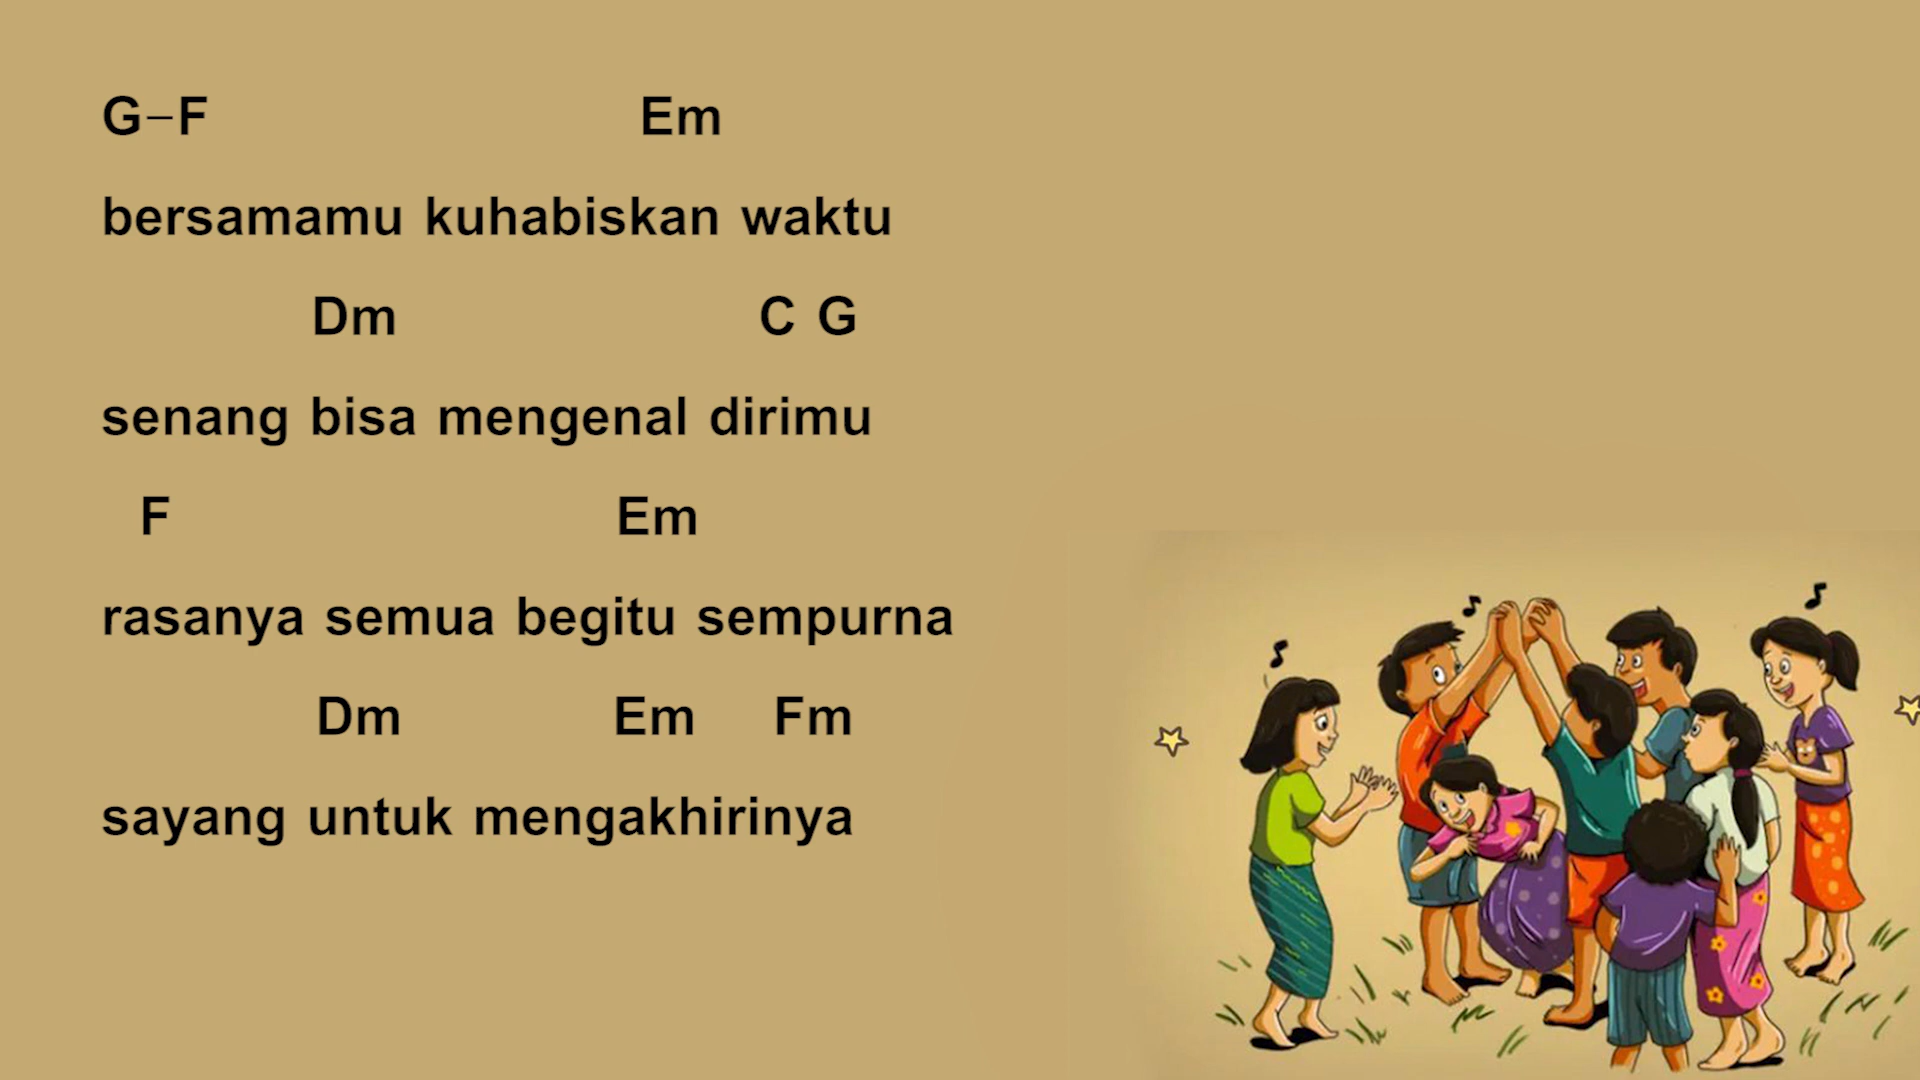 G–F Em
bersamamu kuhabiskan waktu
Dm C G
senang bisa mengenal dirimu
F Em
rasanya semua begitu sempurna
Dm Em Fm
sayang untuk mengakhirinya